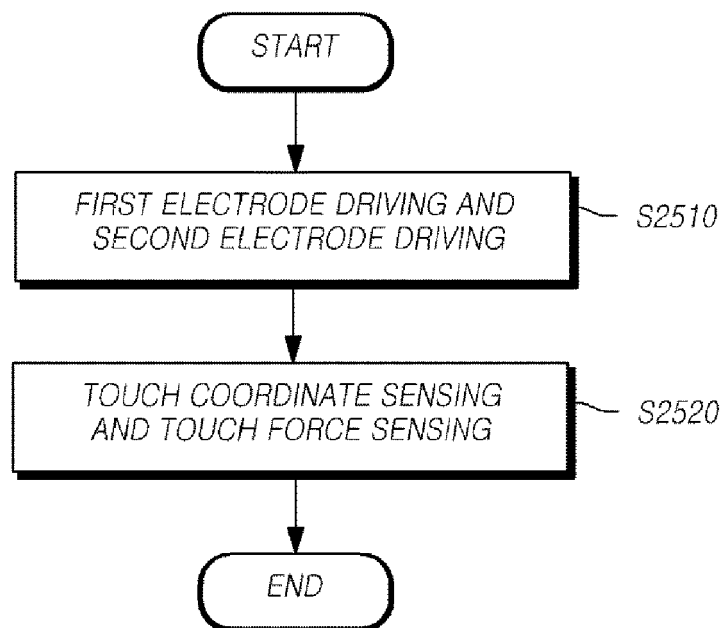 START
FIRST ELECTRODE DRIVING AND
SECOND ELECTRODE DRIVING
S2510
TOUCH COORDINATE SENSING
AND TOUCH FORCE SENSING
S2520
END